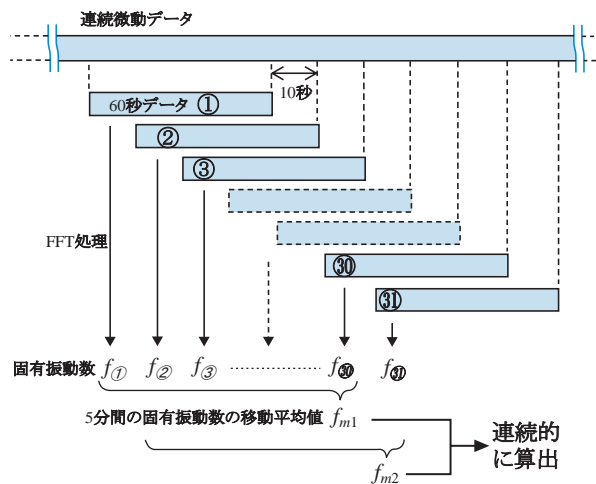 連続微動データ
10秒
60秒データ ①
②
③
FFT処理
㉚
㉛
固有振動数 f① f② f③ f㉚ f㉛
5分間の固有振動数の移動平均値 fm1
連続的
に算出
fm2